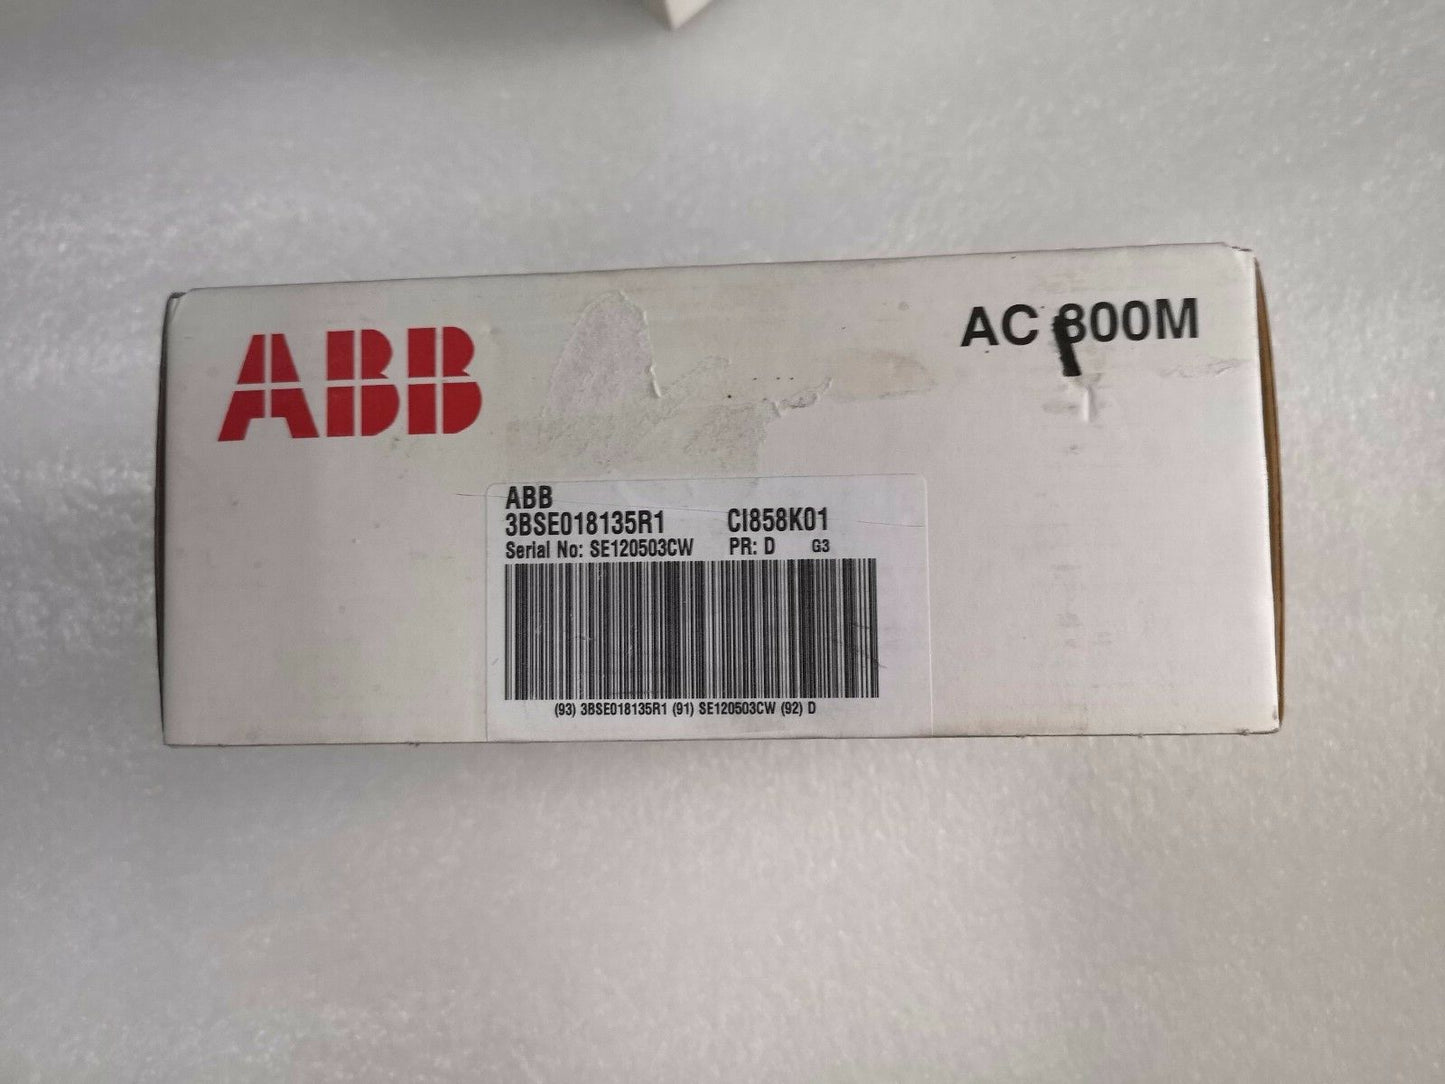 ABB
AC 800M
ABB
3BSE018135R1 CI858K01
Serial No: SE120503CW PR: D G3
(93) 3BSE018135R1 (91) SE120503CW (92) D